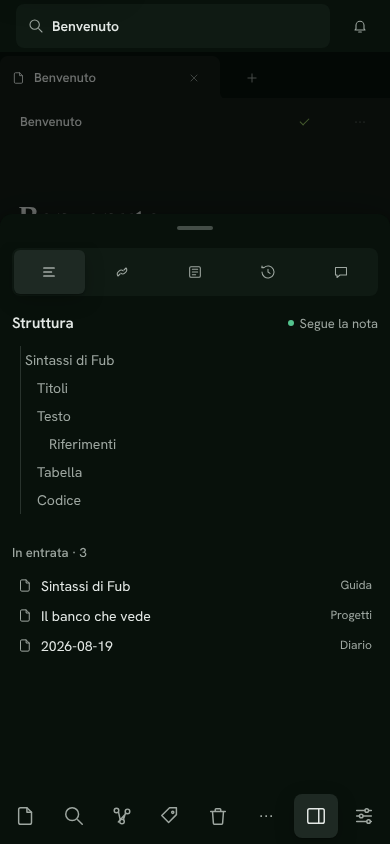 Benvenuto
Benvenuto
Benvenuto
Benvenuto
Struttura
Segue la nota
Sintassi di Fub
Titoli
Testo
Riferimenti
Tabella
Codice
In entrata · 3
Sintassi di Fub Guida
Il banco che vede Progetti
2026-08-19 Diario